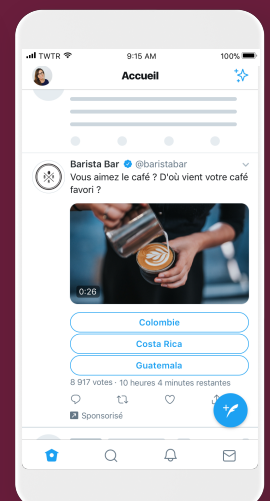 TWTR 9:15 AM 100%
Accueil
Barista Bar @baristabar
Vous aimez le café ? D'où vient votre café
favori ?
0:26
Colombie
Costa Rica
Guatemala
8 917 votes · 10 heures 4 minutes restantes
Sponsorisé